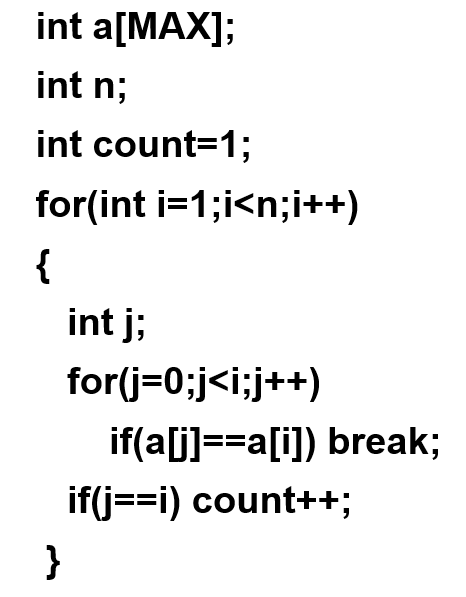 int a[MAX];
int n;
int count=1;
for(int i=1;i<n;i++)
{
int j;
for(j=0;j<i;j++)
if(a[j]==a[i]) break;
if(j==i) count++;
}